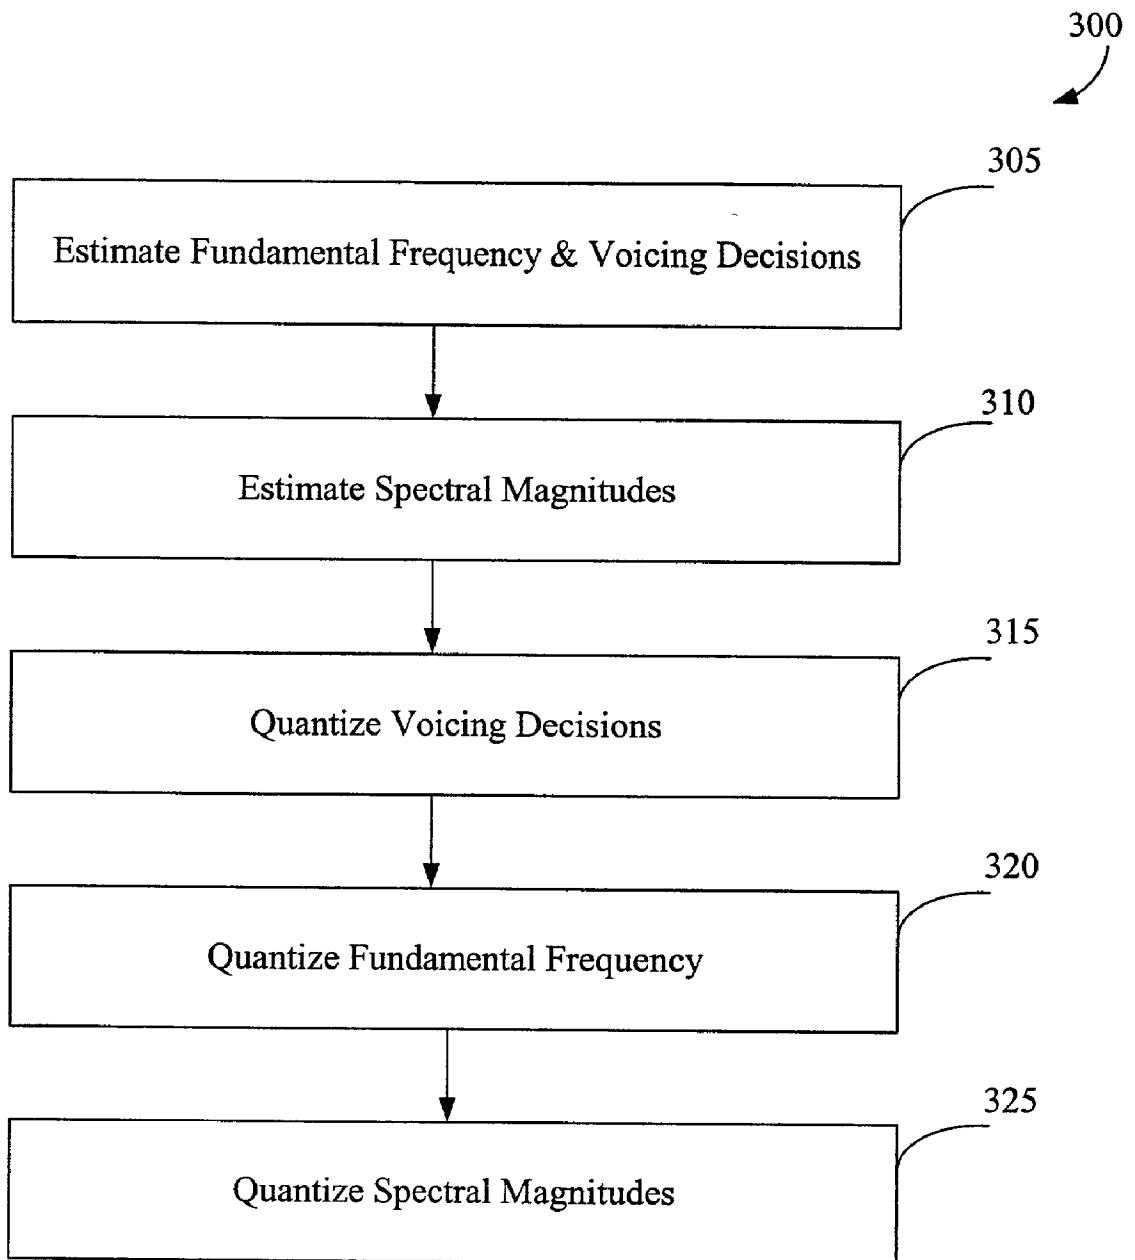 300
305
Estimate Fundamental Frequency & Voicing Decisions
310
Estimate Spectral Magnitudes
315
Quantize Voicing Decisions
320
Quantize Fundamental Frequency
325
Quantize Spectral Magnitudes